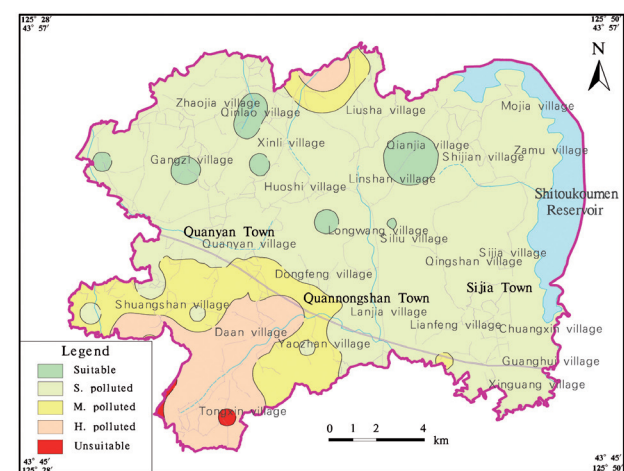 125° 28'
43° 57'
125° 50'
43° 57'
N
Zhaojia village
Qinlao village
Liusha village
Mojia village
Xinli village
Qianjia village
Zamu village
Gangzi village
Shijian village
Linshan village
Huoshi village
Shitoukoumen
Reservoir
Quanyan Town
Longwang village
Siliu village
Quanyan village
Sijia village
Qingshan village
Dongfeng village
Sijia Town
Quannongshan Town
Shuangshan village
Lanjia village
Lianfeng village
Chuangxin village
Daan village
Yaozhan village
Guanghui village
Xinguang village
Tongxin village
Legend
Suitable
S. polluted
M. polluted
H. polluted
Unsuitable
0 1 2 4
km
43° 45'
125° 28'
43° 45'
125° 50'